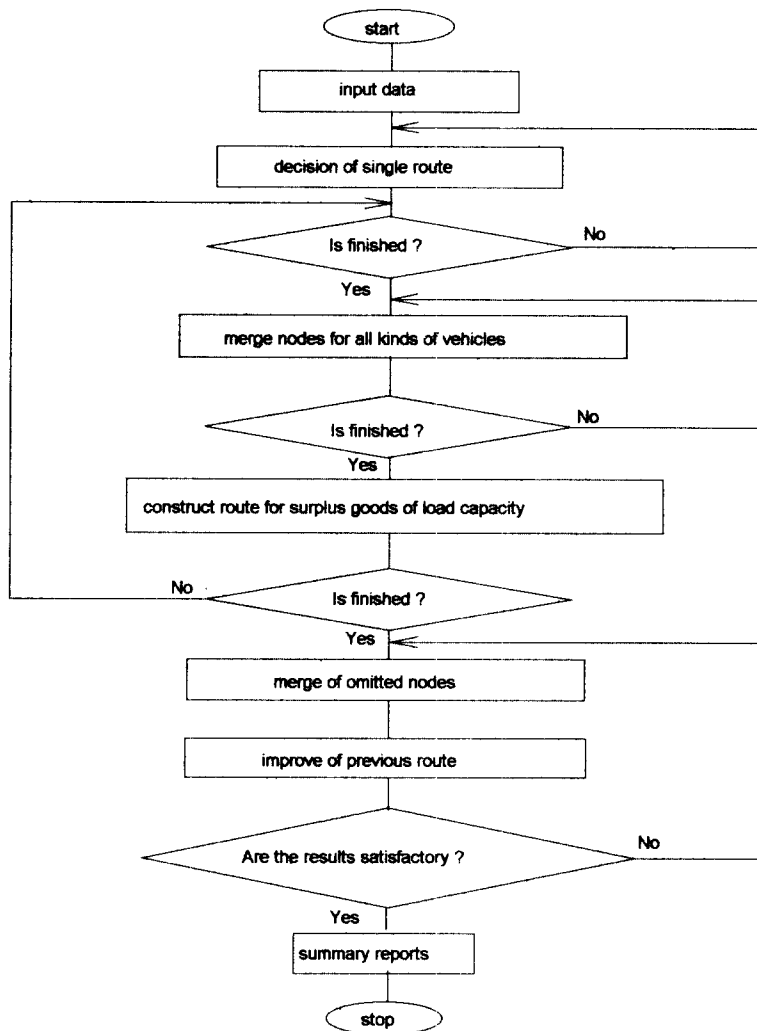 start
input data
decision of single route
Is finished ?
No
Yes
merge nodes for all kinds of vehicles
Is finished ?
No
Yes
construct route for surplus goods of load capacity
No
Is finished ?
Yes
merge of omitted nodes
improve of previous route
Are the results satisfactory ?
No
Yes
summary reports
stop